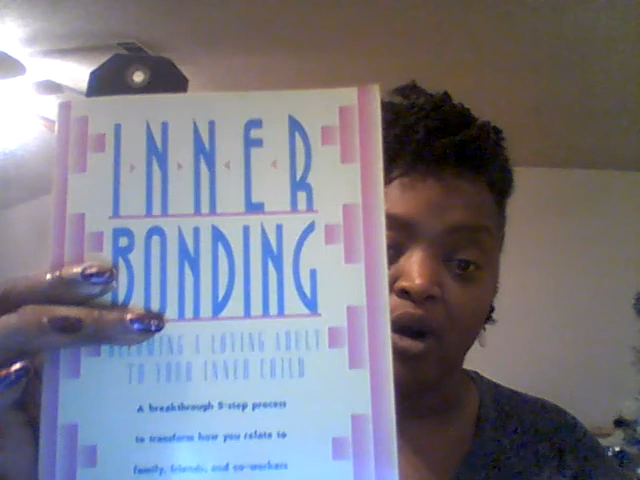 INNER
BONDING
BECOMING A LOVING ADULT
TO YOUR INNER CHILD
A breakthrough 5-step process
to transform how you relate to
family, friends, and co-workers